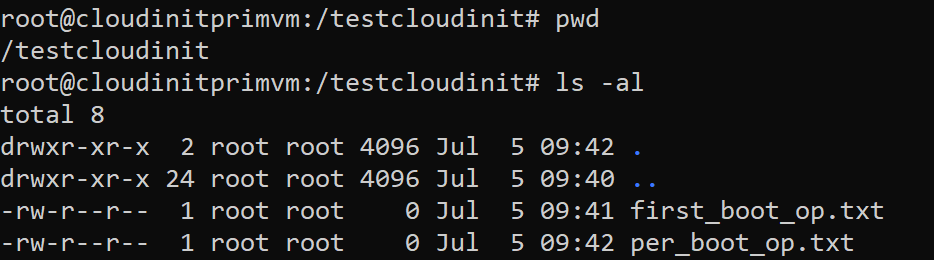 root@cloudinitprimvm:/testcloudinit# pwd
/testcloudinit
root@cloudinitprimvm:/testcloudinit# ls -al
total 8
drwxr-xr-x  2 root root 4096 Jul  5 09:42 .
drwxr-xr-x 24 root root 4096 Jul  5 09:40 ..
-rw-r--r--  1 root root    0 Jul  5 09:41 first_boot_op.txt
-rw-r--r--  1 root root    0 Jul  5 09:42 per_boot_op.txt